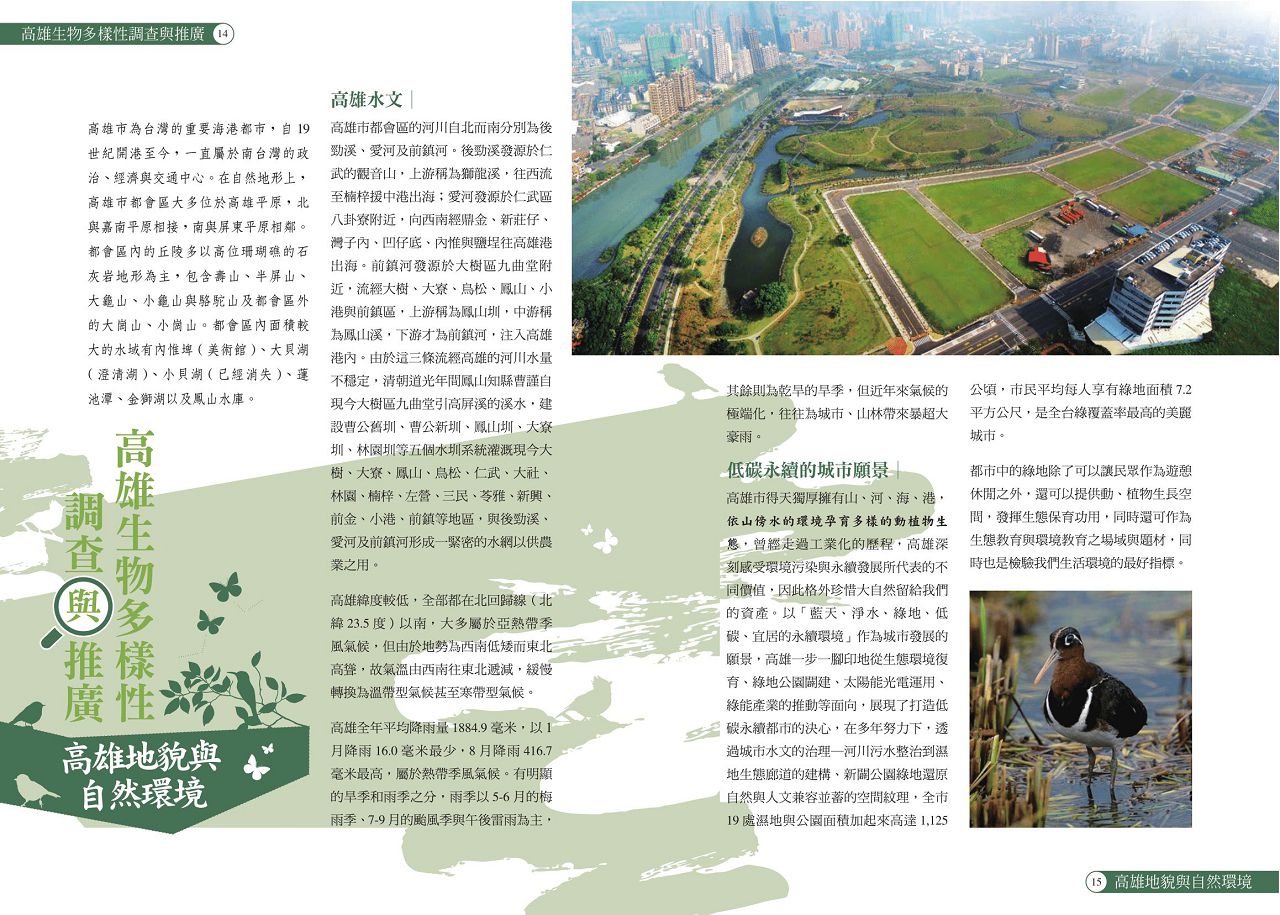 高雄生物多樣性調查與推廣 14
高雄市為台灣的重要海港都市，自 19
世紀開港至今，一直屬於南台灣的政
治、經濟與交通中心。在自然地形上，
高雄市都會區大多位於高雄平原，北
與嘉南平原相接，南與屏東平原相鄰。
都會區內的丘陵多以高位珊瑚礁的石
灰岩地形為主，包含壽山、半屏山、
大龜山、小龜山與駱駝山及都會區外
的大崗山、小崗山。都會區內面積較
大的水域有內惟埤（美術館）、大貝湖
（澄清湖）、小貝湖（已經消失）、蓮
池潭、金獅湖以及鳳山水庫。
高雄生物多樣性
調查與推廣
高雄地貌與
自然環境
高雄水文
高雄市都會區的河川自北而南分別為後
勁溪、愛河及前鎮河。後勁溪發源於仁
武的觀音山，上游稱為獅龍溪，往西流
至楠梓援中港出海；愛河發源於仁武區
八卦寮附近，向西南經鼎金、新莊仔、
灣子內、凹仔底、內惟與鹽埕往高雄港
出海。前鎮河發源於大樹區九曲堂附
近，流經大樹、大寮、鳥松、鳳山、小
港與前鎮區，上游稱為鳳山圳，中游稱
為鳳山溪，下游才為前鎮河，注入高雄
港內。由於這三條流經高雄的河川水量
不穩定，清朝道光年間鳳山知縣曹謹自
現今大樹區九曲堂引高屏溪的溪水，建
設曹公舊圳、曹公新圳、鳳山圳、大寮
圳、林園圳等五個水圳系統灌溉現今大
樹、大寮、鳳山、鳥松、仁武、大社、
林園、楠梓、左營、三民、苓雅、新興、
前金、小港、前鎮等地區，與後勁溪、
愛河及前鎮河形成一緊密的水網以供農
業之用。
高雄緯度較低，全部都在北回歸線（北
緯 23.5 度）以南，大多屬於亞熱帶季
風氣候，但由於地勢為西南低矮而東北
高聳，故氣溫由西南往東北遞減，緩慢
轉換為溫帶型氣候甚至寒帶型氣候。
高雄全年平均降雨量 1884.9 毫米，以 1
月降雨 16.0 毫米最少，8 月降雨 416.7
毫米最高，屬於熱帶季風氣候。有明顯
的旱季和雨季之分，雨季以 5-6 月的梅
雨季、7-9 月的颱風季與午後雷雨為主，
其餘則為乾旱的旱季，但近年來氣候的
極端化，往往為城市、山林帶來暴超大
豪雨。
低碳永續的城市願景
高雄市得天獨厚擁有山、河、海、港，
依山傍水的環境孕育多樣的動植物生
態，曾經走過工業化的歷程，高雄深
刻感受環境污染與永續發展所代表的不
同價值，因此格外珍惜大自然留給我們
的資產。以「藍天、淨水、綠地、低
碳、宜居的永續環境」作為城市發展的
願景，高雄一步一腳印地從生態環境復
育、綠地公園闢建、太陽能光電運用、
綠能產業的推動等面向，展現了打造低
碳永續都市的決心，在多年努力下，透
過城市水文的治理—河川污水整治到濕
地生態廊道的建構、新闢公園綠地還原
自然與人文兼容並蓄的空間紋理，全市
19 處濕地與公園面積加起來高達 1,125
公頃，市民平均每人享有綠地面積 7.2
平方公尺，是全台綠覆蓋率最高的美麗
城市。
都市中的綠地除了可以讓民眾作為遊憩
休閒之外，還可以提供動、植物生長空
間，發揮生態保育功用，同時還可作為
生態教育與環境教育之場域與題材，同
時也是檢驗我們生活環境的最好指標。
15 高雄地貌與自然環境